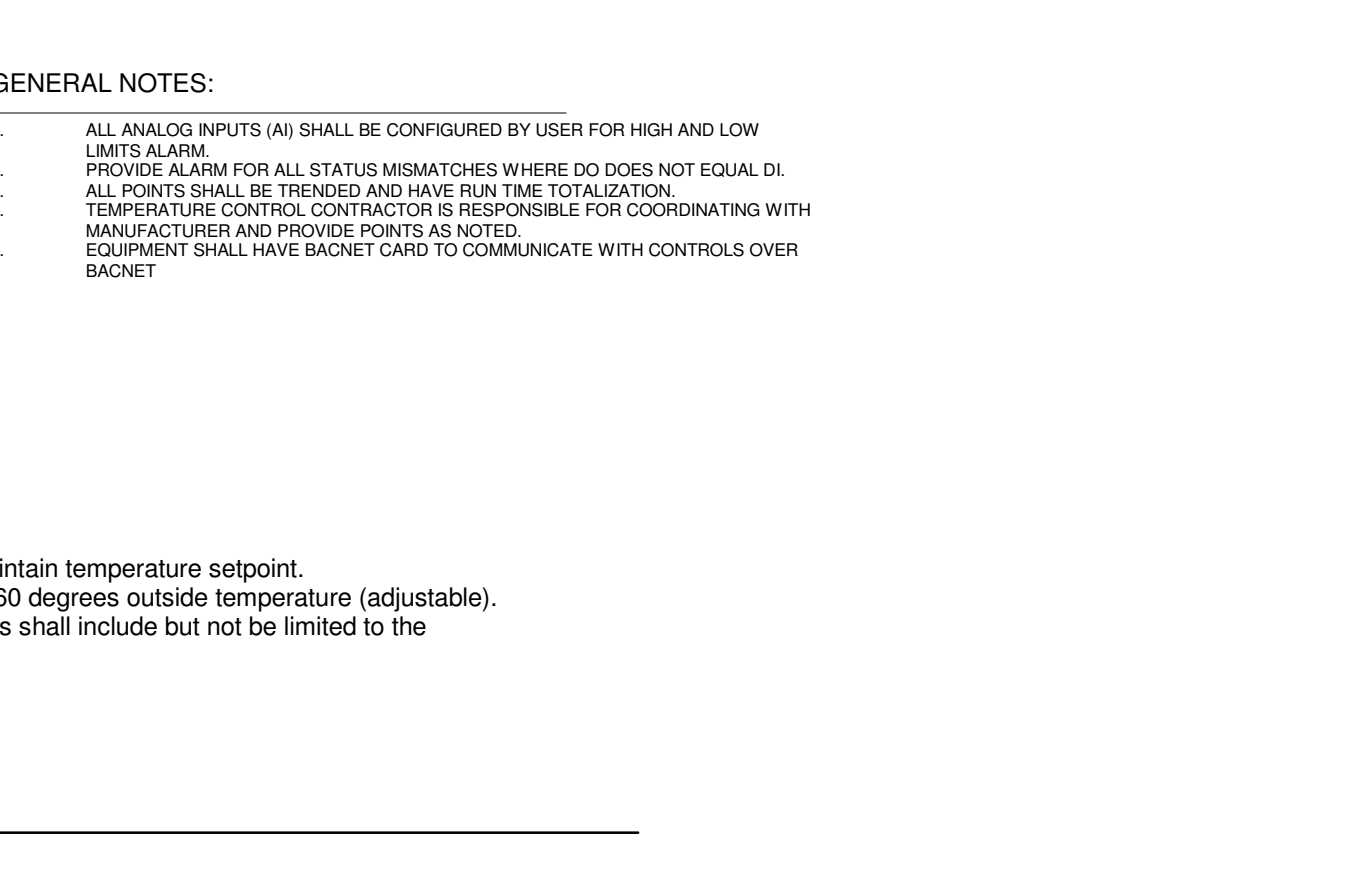 GENERAL NOTES:
. ALL ANALOG INPUTS (AI) SHALL BE CONFIGURED BY USER FOR HIGH AND LOW
LIMITS ALARM.
. PROVIDE ALARM FOR ALL STATUS MISMATCHES WHERE DO DOES NOT EQUAL DI.
. ALL POINTS SHALL BE TRENDED AND HAVE RUN TIME TOTALIZATION.
. TEMPERATURE CONTROL CONTRACTOR IS RESPONSIBLE FOR COORDINATING WITH
MANUFACTURER AND PROVIDE POINTS AS NOTED.
. EQUIPMENT SHALL HAVE BACNET CARD TO COMMUNICATE WITH CONTROLS OVER
BACNET
intain temperature setpoint.
60 degrees outside temperature (adjustable).
s shall include but not be limited to the